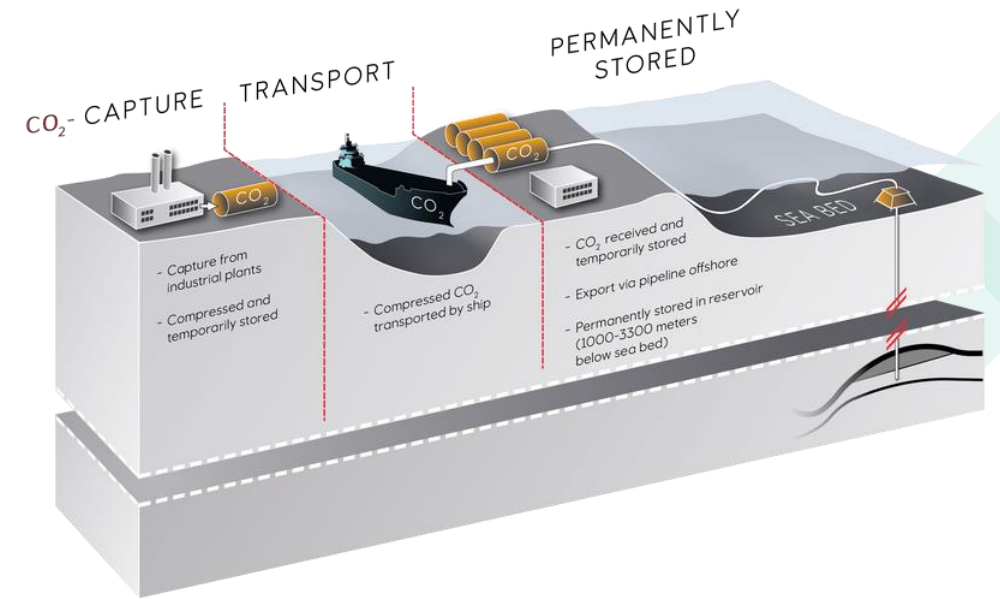 CO₂- CAPTURE
TRANSPORT
PERMANENTLY
STORED
CO₂
CO₂
CO₂
SEA BED
- Capture from
industrial plants
- Compressed and
temporarily stored
- Compressed CO₂
transported by ship
- CO₂ received and
temporarily stored
- Export via pipeline offshore
- Permanently stored in reservoir
(1000-3300 meters
below sea bed)